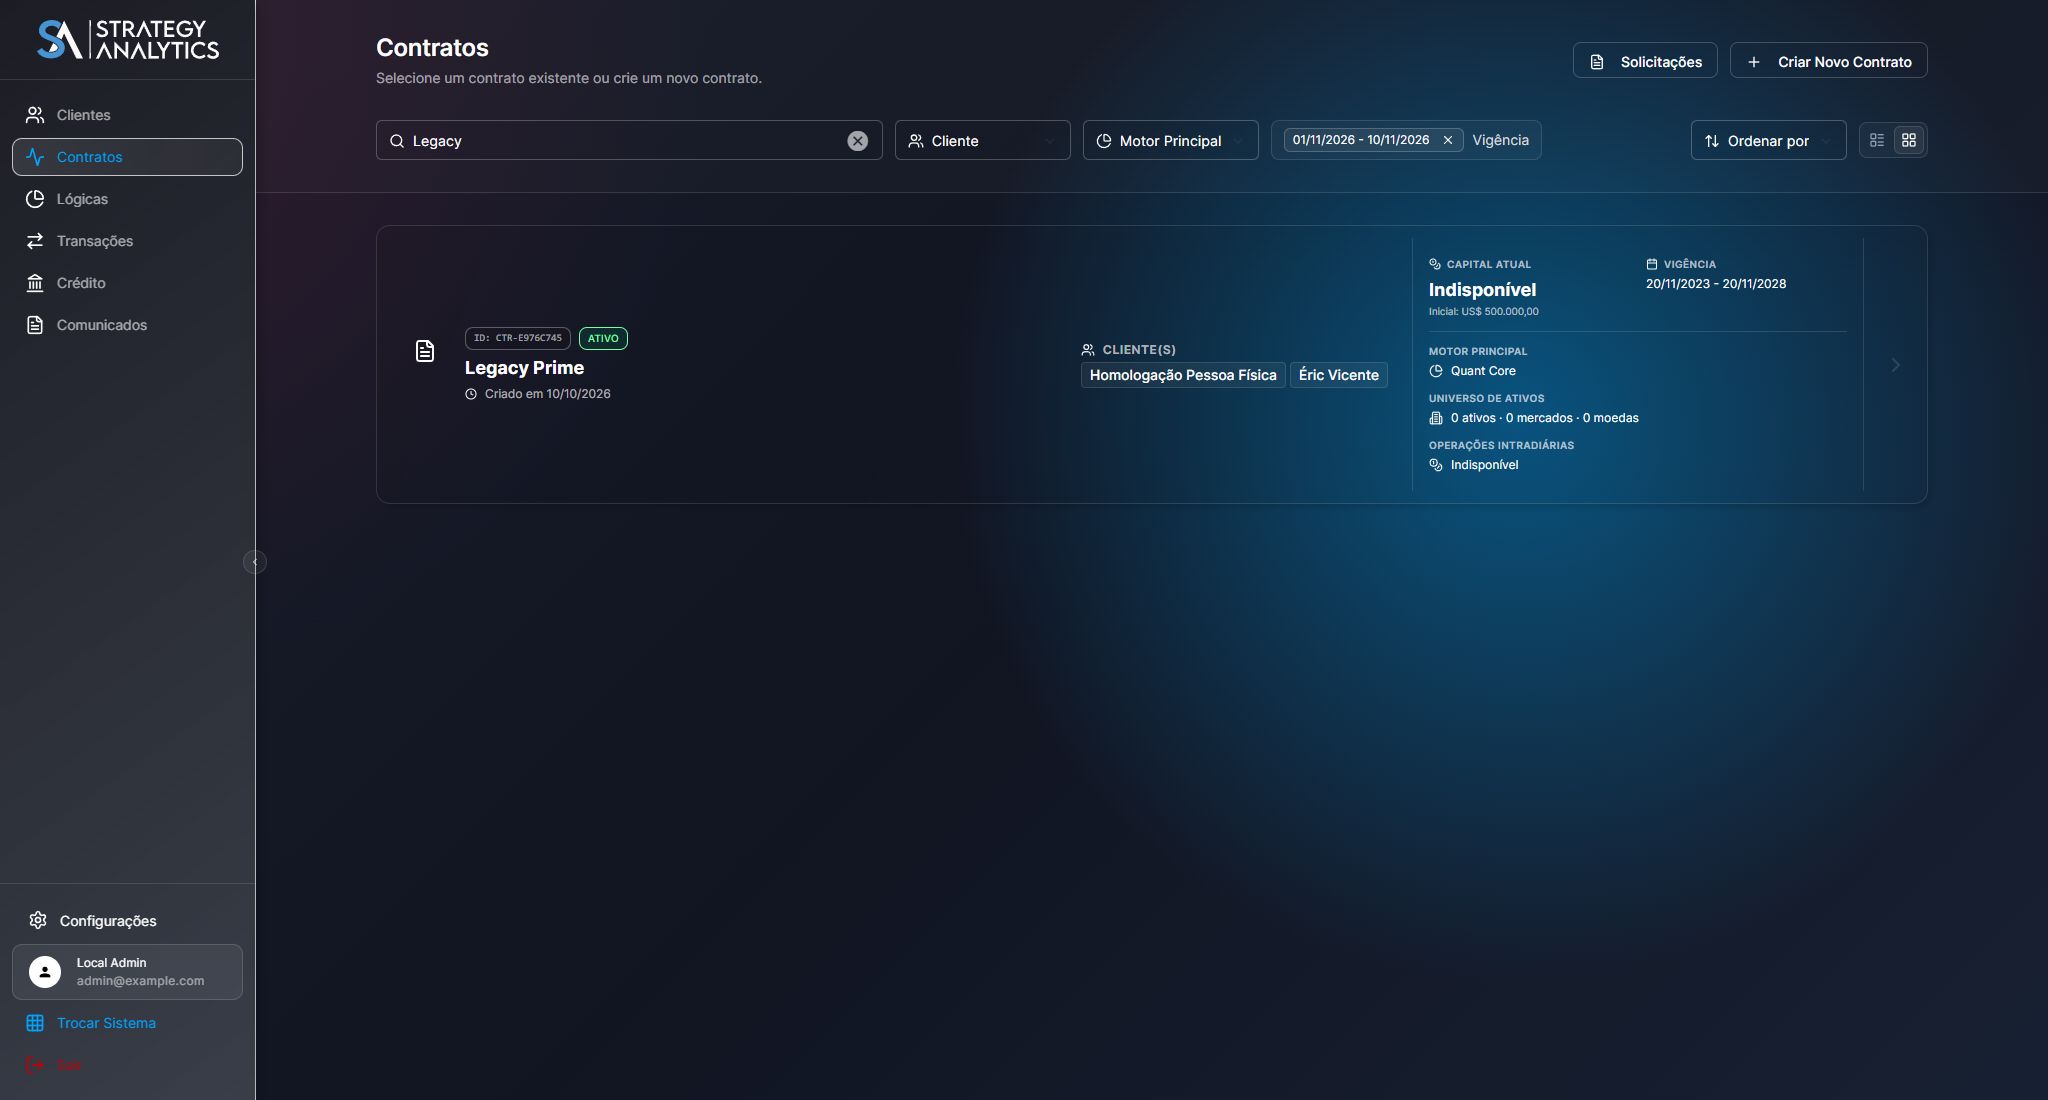 STRATEGY
ANALYTICS
Clientes
Contratos
Lógicas
Transações
Crédito
Comunicados
Configurações
Local Admin
admin@example.com
Trocar Sistema
Sair
Contratos
Selecione um contrato existente ou crie um novo contrato.
Solicitações
Criar Novo Contrato
Legacy
Cliente
Motor Principal
01/11/2026 - 10/11/2026
Vigência
Ordenar por
ID: CTR-E976C745
ATIVO
Legacy Prime
Criado em 10/10/2026
CLIENTE(S)
Homologação Pessoa Física
Éric Vicente
CAPITAL ATUAL
Indisponível
Inicial: US$ 500.000,00
VIGÊNCIA
20/11/2023 - 20/11/2028
MOTOR PRINCIPAL
Quant Core
UNIVERSO DE ATIVOS
0 ativos · 0 mercados · 0 moedas
OPERAÇÕES INTRADIÁRIAS
Indisponível